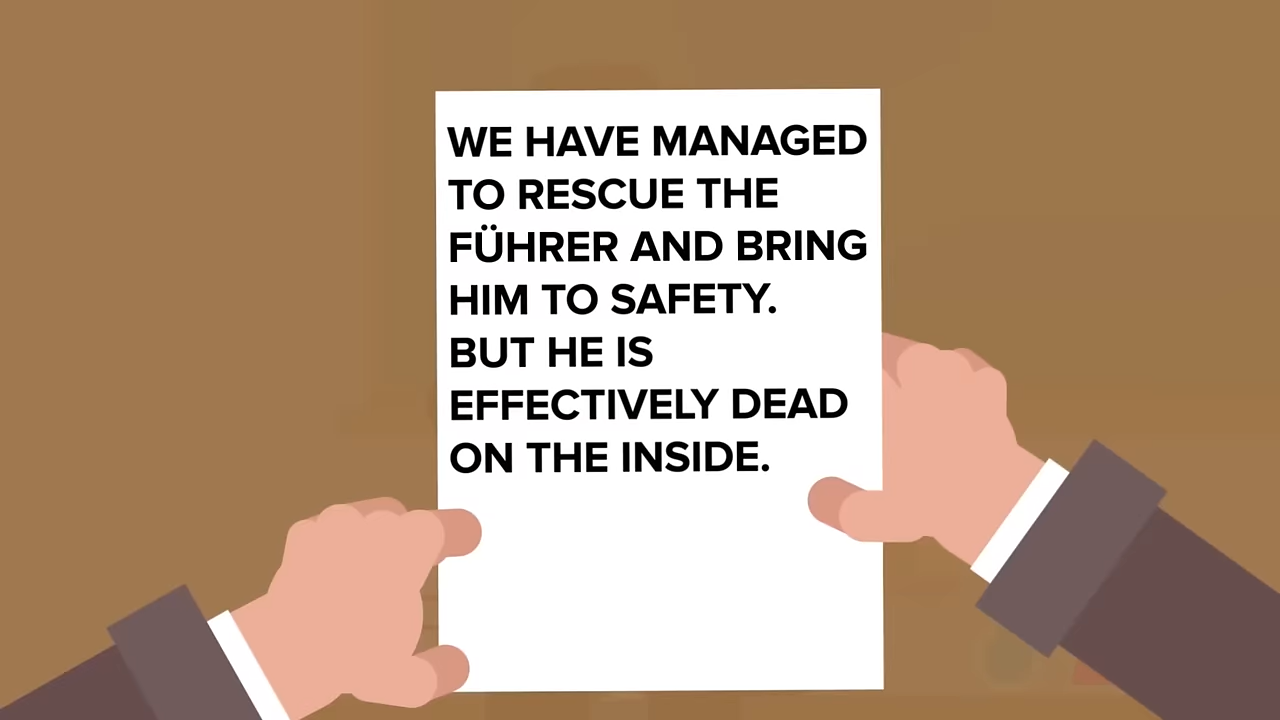 WE HAVE MANAGED
TO RESCUE THE
FÜHRER AND BRING
HIM TO SAFETY.
BUT HE IS
EFFECTIVELY DEAD
ON THE INSIDE.